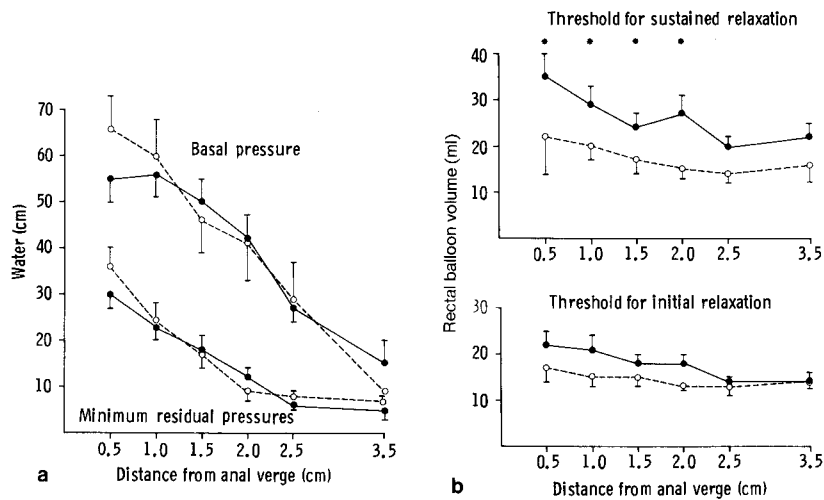 70
60
50
40
30
20
10
Water (cm)
Basal pressure
Minimum residual pressures
0.5 1.0 1.5 2.0 2.5 3.5
Distance from anal verge (cm)
a
Threshold for sustained relaxation
* * * *
40
30
20
10
0.5 1.0 1.5 2.0 2.5 3.5
Rectal balloon volume (ml)
Threshold for initial relaxation
30
20
10
0.5 1.0 1.5 2.0 2.5 3.5
Distance from anal verge (cm)
b